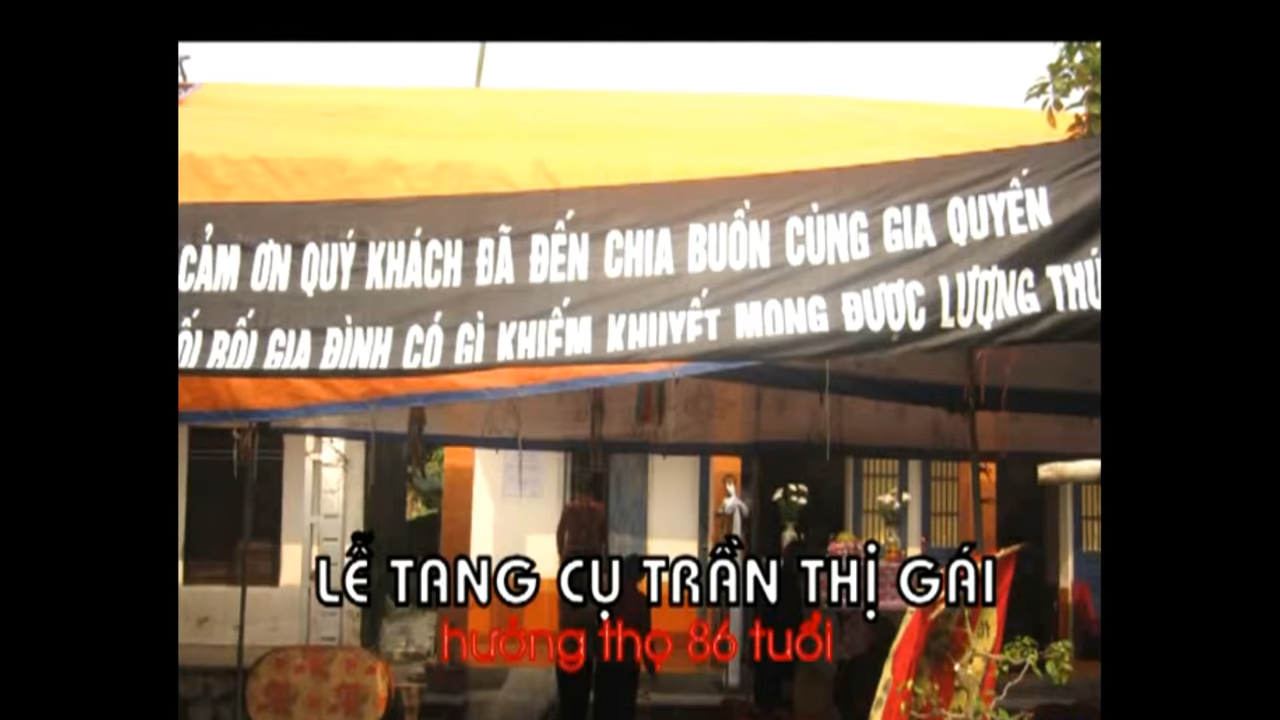 CẢM ƠN QUÝ KHÁCH ĐÃ ĐẾN CHIA BUỒN CÙNG GIA QUYẾN
BỐI GIA ĐÌNH CÓ GÌ KHIẾM KHUYẾT MONG ĐƯỢC LƯỢNG THỨ
LỄ TANG CỤ TRẦN THỊ GÁI
hưởng thọ 86 tuổi